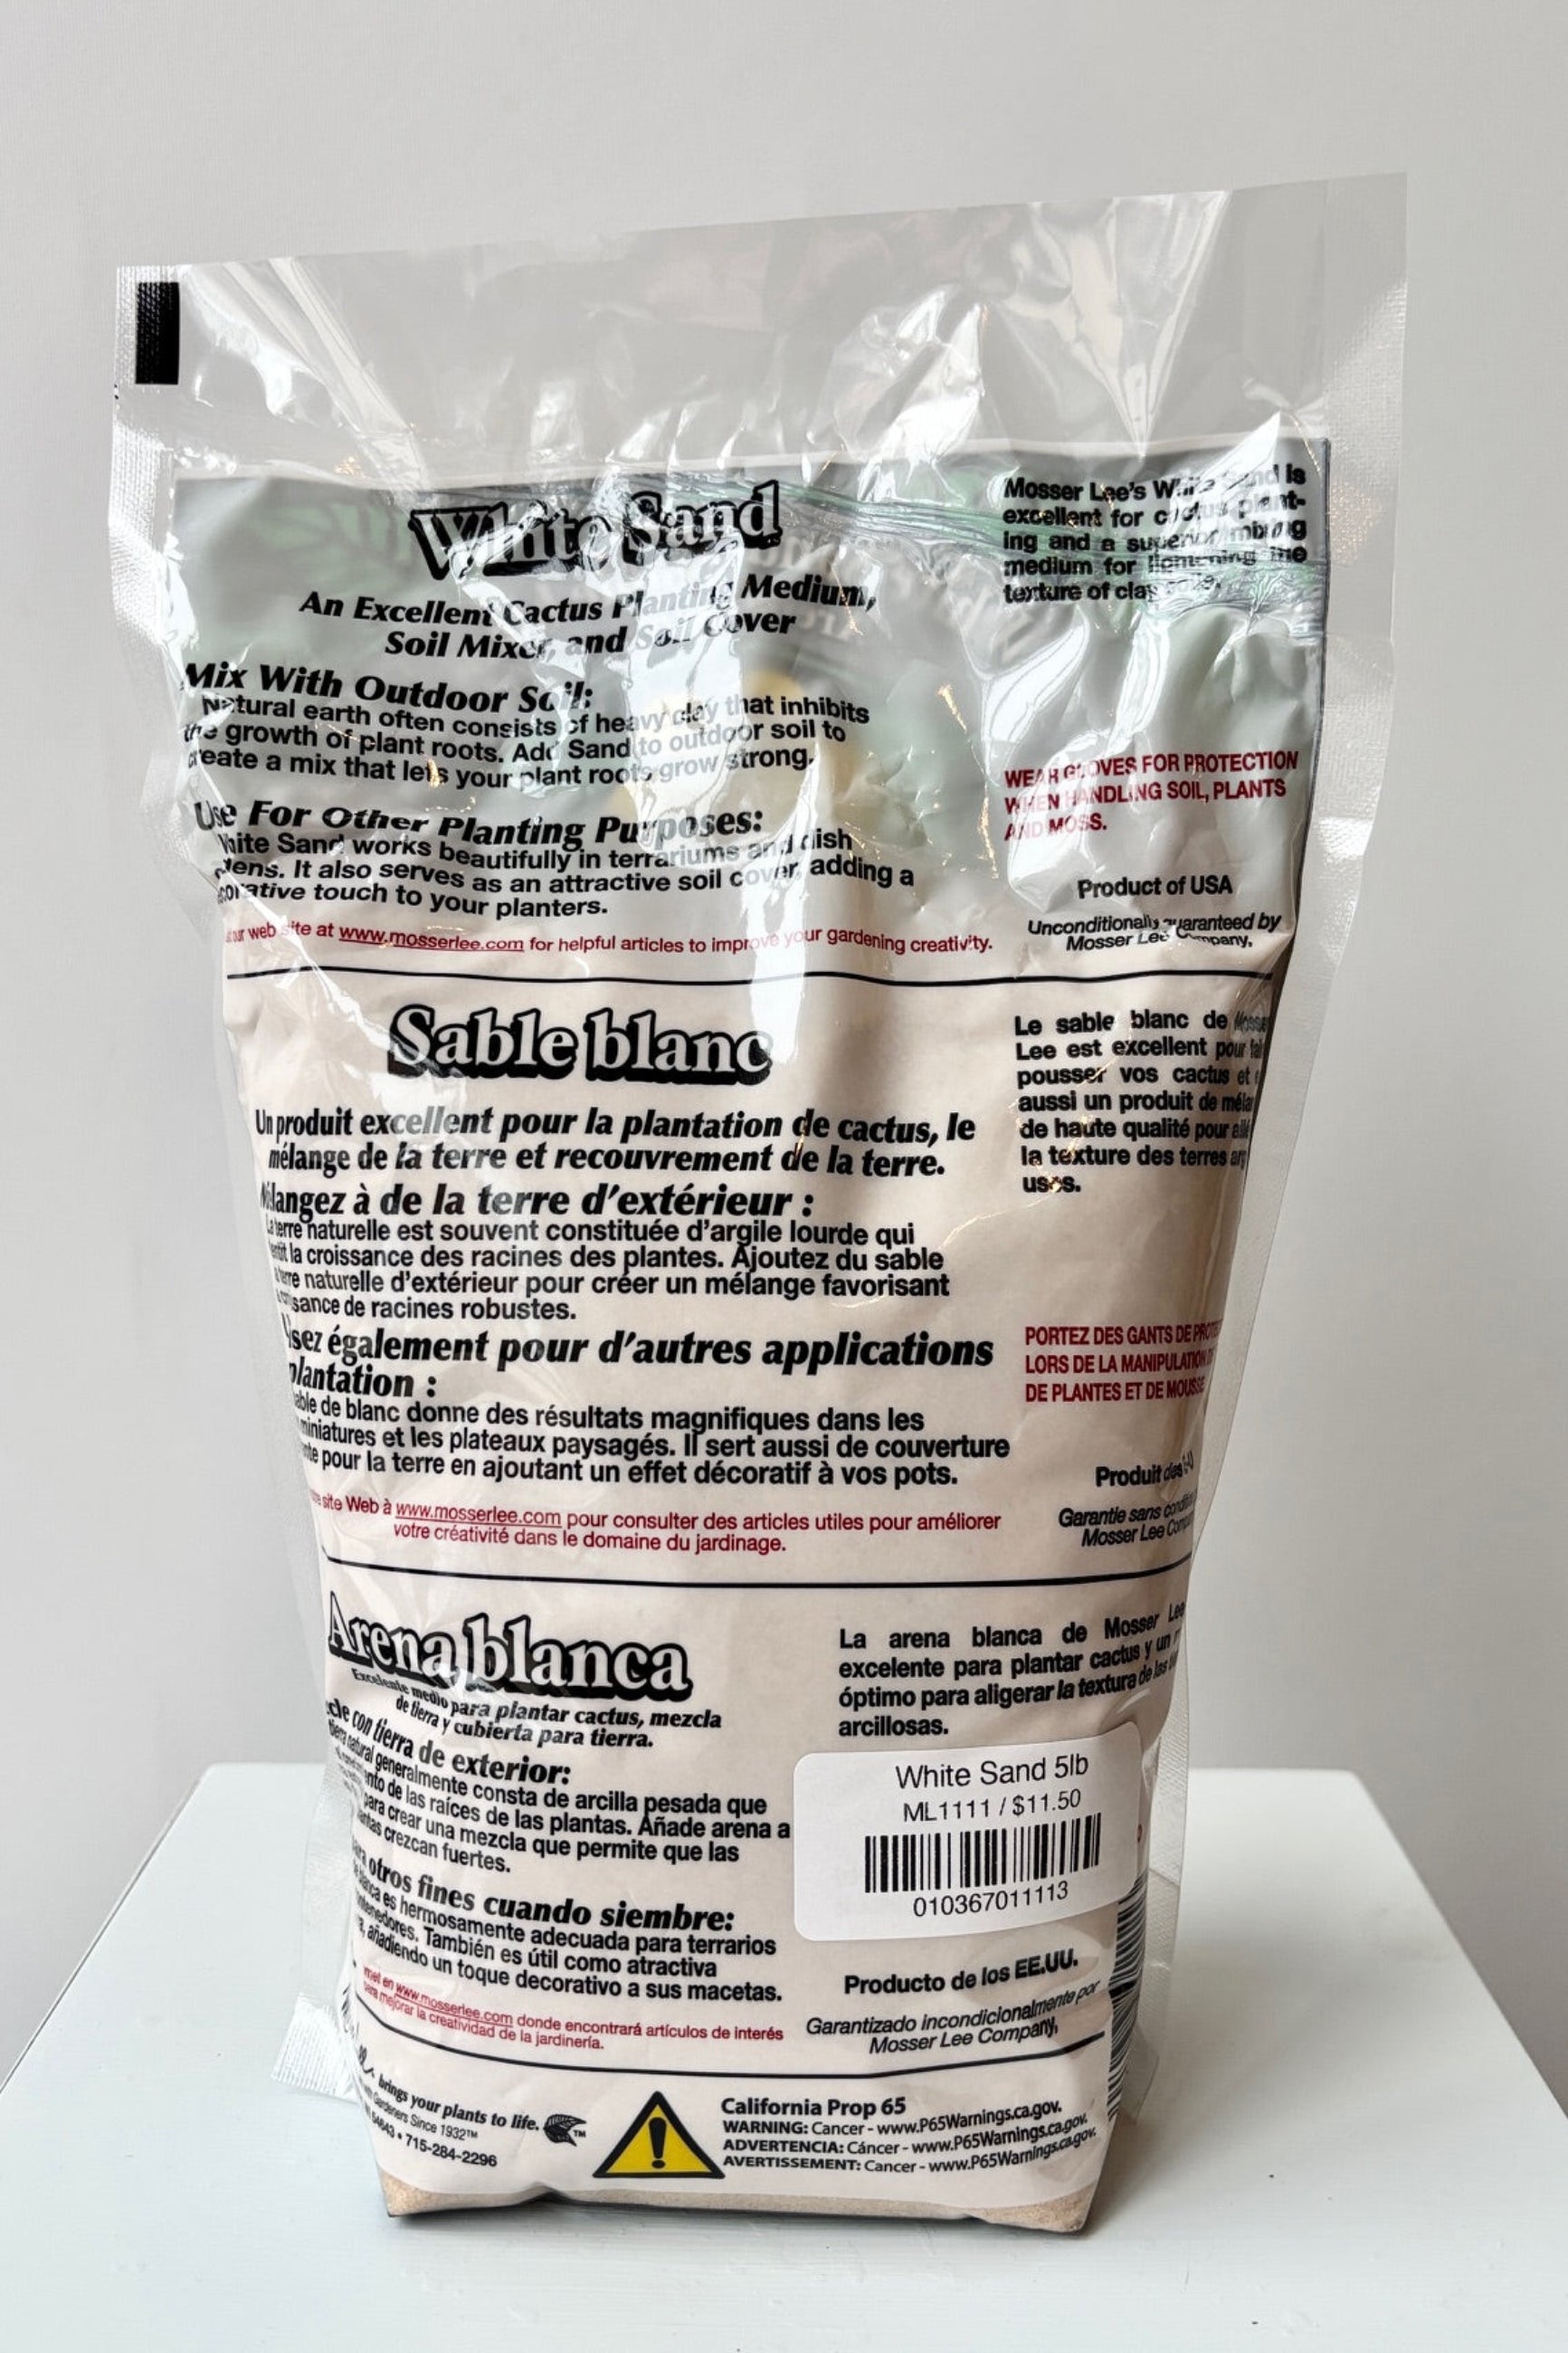 White Sand
An Excellent Cactus Planting Medium,
Soil Mixer, and Soil Cover
Mix With Outdoor Soil:
Natural earth often consists of heavy clay that inhibits
the growth of plant roots. Add Sand to outdoor soil to
create a mix that lets your plant roots grow strong.
Use For Other Planting Purposes:
White Sand works beautifully in terrariums and dish
It also serves as an attractive soil cover, adding a
touch to your planters.
web site at www.mosserlee.com for helpful articles to improve your gardening creativity.
Mosser Lee's White Sand is
excellent for cactus plant-
ing and a superior mixing
medium for lightening the
texture of clay soils.
WEAR GLOVES FOR PROTECTION
WHEN HANDLING SOIL, PLANTS
AND MOSS.
Product of USA
Unconditionally guaranteed by
Mosser Lee Company,
Sable blanc
Un produit excellent pour la plantation de cactus, le
mélange de la terre et recouvrement de la terre.
à de la terre d'extérieur :
La terre naturelle est souvent constituée d'argile lourde qui
la croissance des racines des plantes. Ajoutez du sable
naturelle d'extérieur pour créer un mélange favorisant
de racines robustes.
également pour d'autres applications
plantation :
de blanc donne des résultats magnifiques dans les
miniatures et les plateaux paysagés. Il sert aussi de couverture
pour la terre en ajoutant un effet décoratif à vos pots.
site Web à www.mosserlee.com pour consulter des articles utiles pour améliorer
votre créativité dans le domaine du jardinage.
Le sable blanc de
Lee est excellent pour
pousser vos cactus et
aussi un produit de
de haute qualité pour
la texture des terres
uses.
PORTEZ DES GANTS DE
LORS DE LA MANIPULATION
DE PLANTES ET DE MOUSSE
Produit des
Garantie sans
Mosser Lee
Arena blanca
Excelente medio para plantar cactus, mezcla
de tierra y cubierta para tierra.
con tierra de exterior:
natural generalmente consta de arcilla pesada que
de las raíces de las plantas. Añade arena a
para crear una mezcla que permite que las
crezcan fuertes.
otros fines cuando siembre:
es hermosamente adecuada para terrarios
También es útil como atractiva
añadiendo un toque decorativo a sus macetas.
en www.mosserlee.com donde encontrará artículos de interés
para mejorar la creatividad de la jardinería.
La arena blanca de Mosser Lee
excelente para plantar cactus y un
óptimo para aligerar la textura de las
arcillosas.
White Sand 5lb
ML1111 / $11.50
010367011113
Producto de los EE.UU.
Garantizado incondicionalmente por
Mosser Lee Company,
brings your plants to life.
Gardeners Since 1932™
54643 • 715-284-2296
TM
California Prop 65
WARNING: Cancer - www.P65Warnings.ca.gov.
ADVERTENCIA: Cáncer - www.P65Warnings.ca.gov.
AVERTISSEMENT: Cancer - www.P65Warnings.ca.gov.